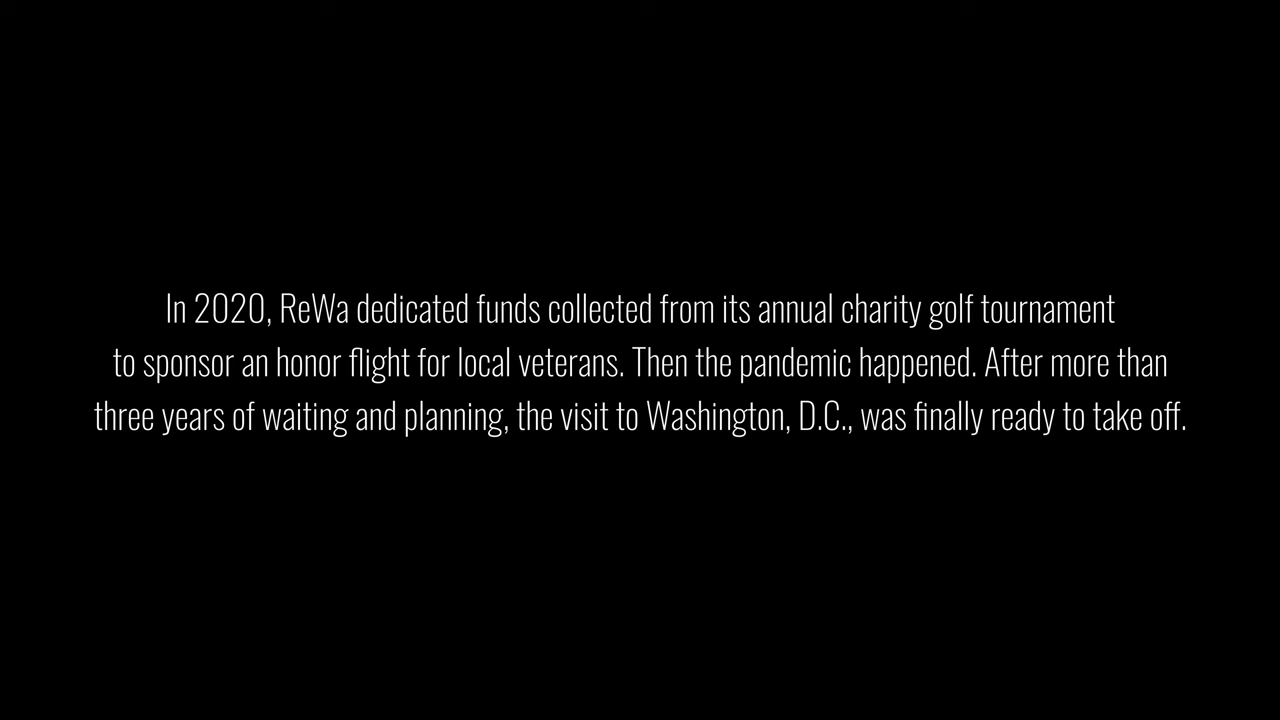 In 2020, ReWa dedicated funds collected from its annual charity golf tournament
to sponsor an honor flight for local veterans. Then the pandemic happened. After more than
three years of waiting and planning, the visit to Washington, D.C., was finally ready to take off.